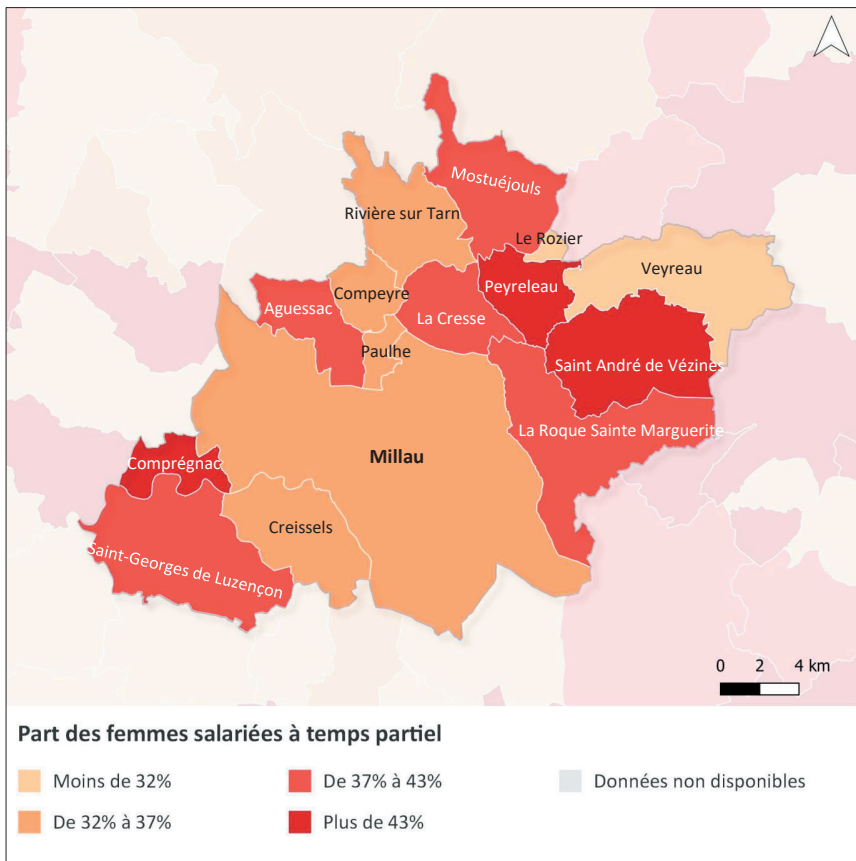 Mostuéjouls
Rivière sur Tarn
Le Rozier
Veyreau
Compeyre
Peyreleau
Aguessac
La Cresse
Paulhe
Saint André de Vézines
La Roque Sainte Marguerite
Millau
Comprégnac
Creissels
Saint-Georges de Luzençon
0 2 4 km
Part des femmes salariées à temps partiel
Moins de 32%
De 32% à 37%
De 37% à 43%
Plus de 43%
Données non disponibles